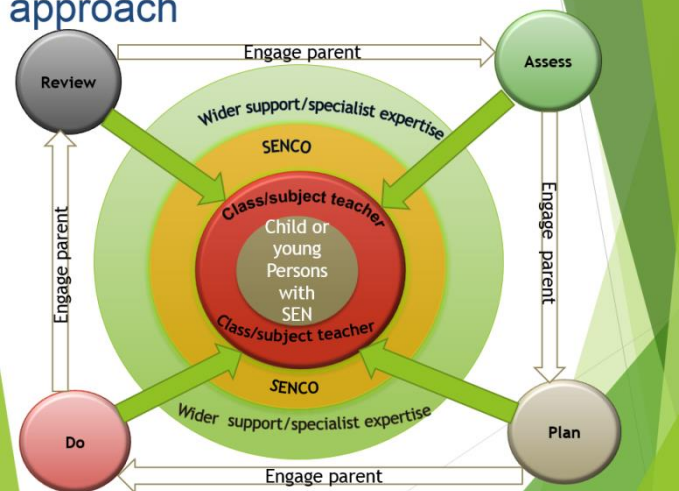 approach
Engage parent
Review
Assess
Wider support/specialist expertise
SENCO
Class/subject teacher
Child or
young
Persons
with
SEN
Engage parent
Engage parent
Class/subject teacher
SENCO
Wider support/specialist expertise
Do
Plan
Engage parent